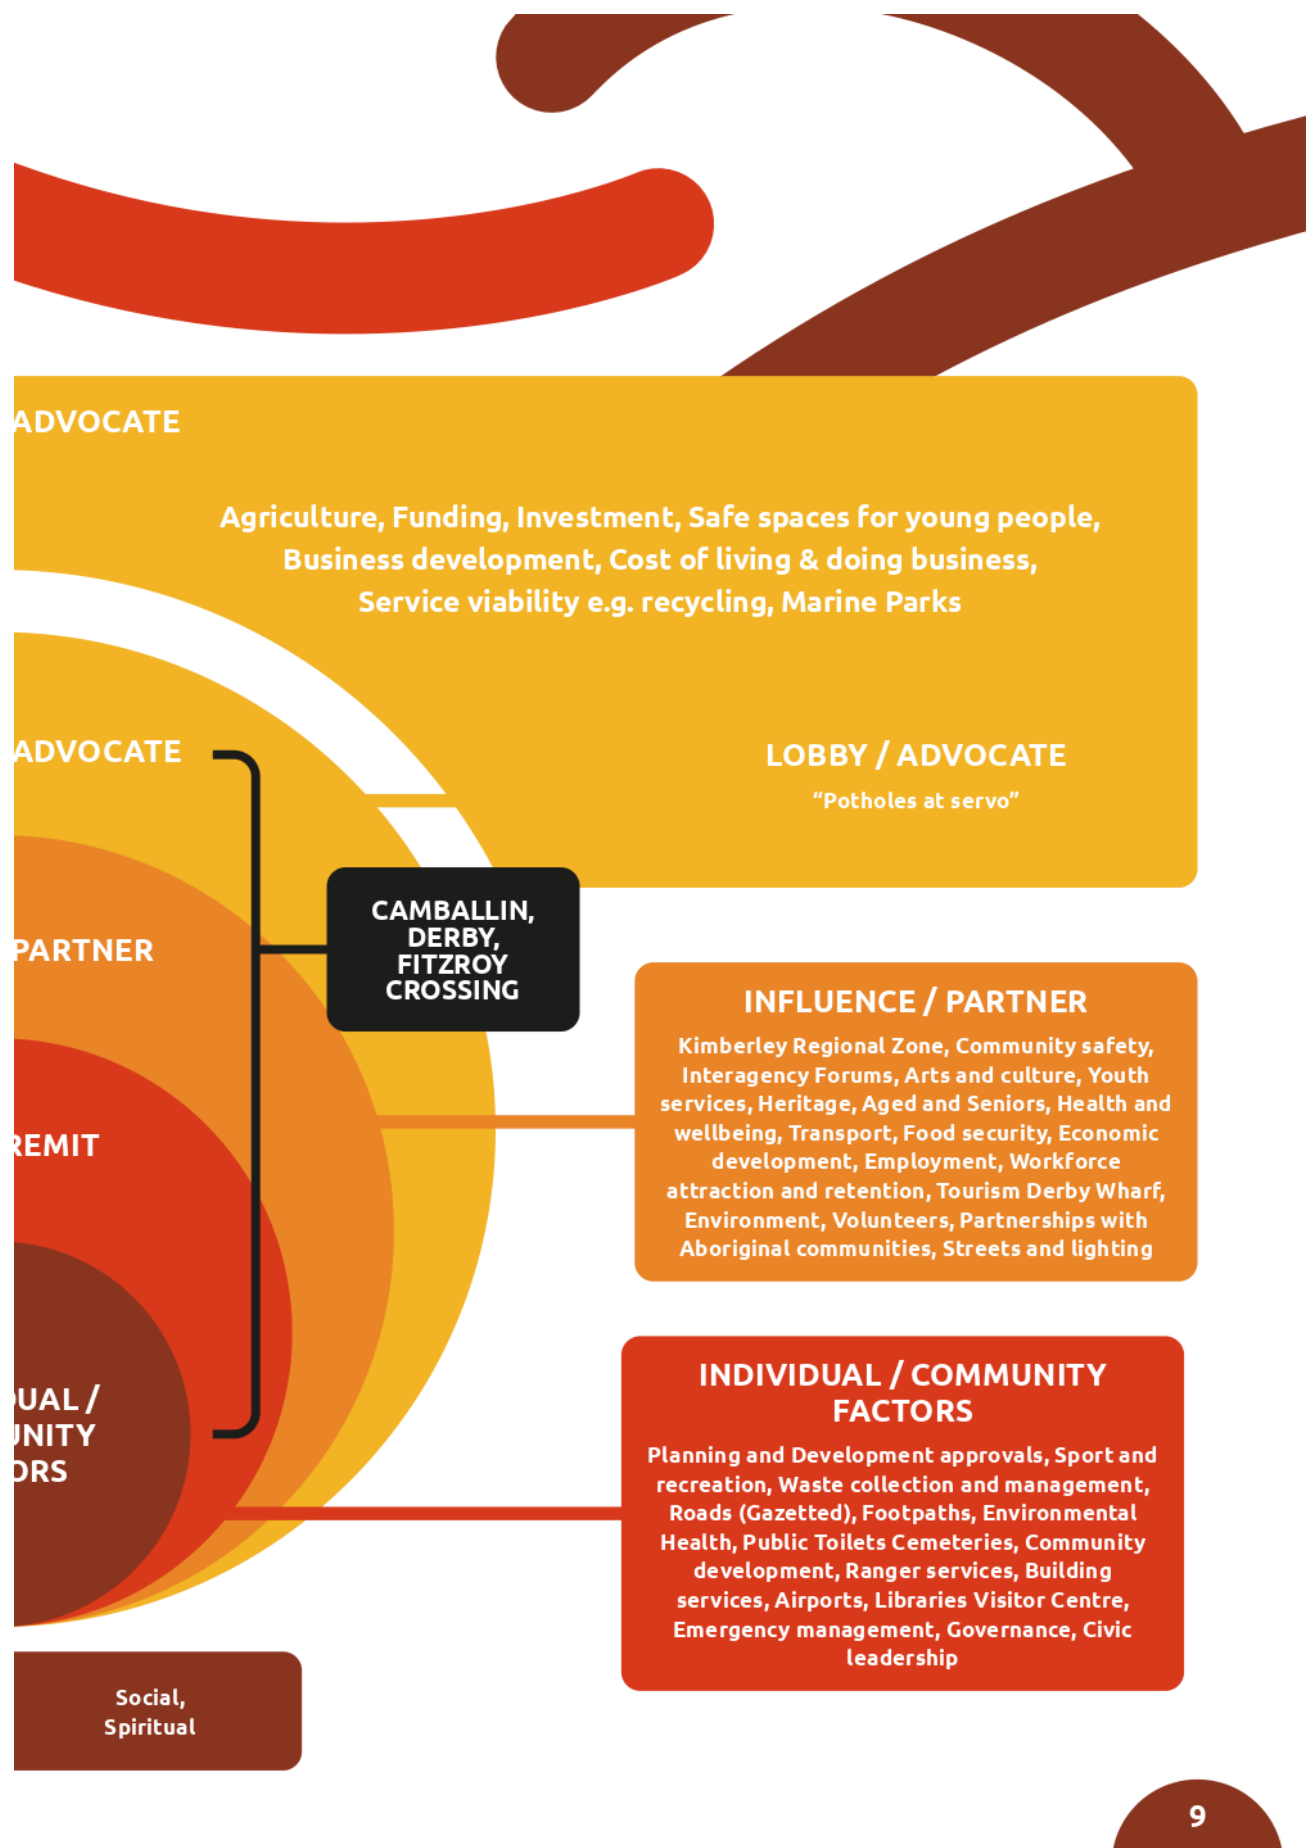 ADVOCATE
Agriculture, Funding, Investment, Safe spaces for young people,
Business development, Cost of living & doing business,
Service viability e.g. recycling, Marine Parks
ADVOCATE
LOBBY / ADVOCATE
“Potholes at servo”
CAMBALLIN,
DERBY,
FITZROY
CROSSING
PARTNER
INFLUENCE / PARTNER
Kimberley Regional Zone, Community safety,
Interagency Forums, Arts and culture, Youth
services, Heritage, Aged and Seniors, Health and
wellbeing, Transport, Food security, Economic
development, Employment, Workforce
attraction and retention, Tourism Derby Wharf,
Environment, Volunteers, Partnerships with
Aboriginal communities, Streets and lighting
REMIT
UAL /
UNITY
ORS
INDIVIDUAL / COMMUNITY
FACTORS
Planning and Development approvals, Sport and
recreation, Waste collection and management,
Roads (Gazetted), Footpaths, Environmental
Health, Public Toilets Cemeteries, Community
development, Ranger services, Building
services, Airports, Libraries Visitor Centre,
Emergency management, Governance, Civic
leadership
Social,
Spiritual
9